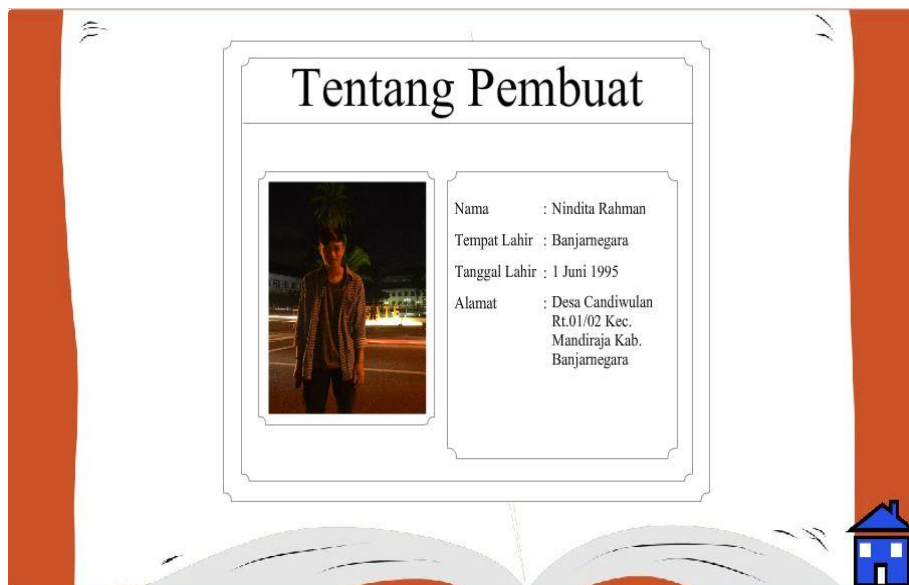 Tentang Pembuat
Nama : Nindita Rahman
Tempat Lahir : Banjarnegara
Tanggal Lahir : 1 Juni 1995
Alamat : Desa Candiwulan
Rt.01/02 Kec.
Mandiraja Kab.
Banjarnegara